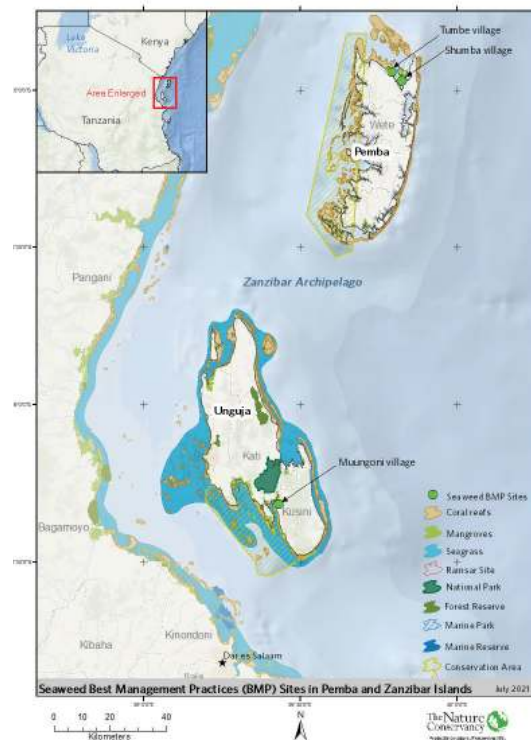 Lake
Victoria
Kenya
Area Enlarged
Tanzania
Tumbe village
Shumba village
Wete
Pemba
Pangani
Zanzibar Archipelago
Unguja
Kati
Muungoni village
Kusini
Bagamoyo
Kibaha
Kinondoni
Dar es Salaam
Seaweed BMP Sites
Coral reefs
Mangroves
Seagrass
Ramsar Site
National Park
Forest Reserve
Marine Park
Marine Reserve
Conservation Area
Seaweed Best Management Practices (BMP) Sites in Pemba and Zanzibar Islands July 2021
0 10 20 40
Kilometers
N
The Nature
Conservancy